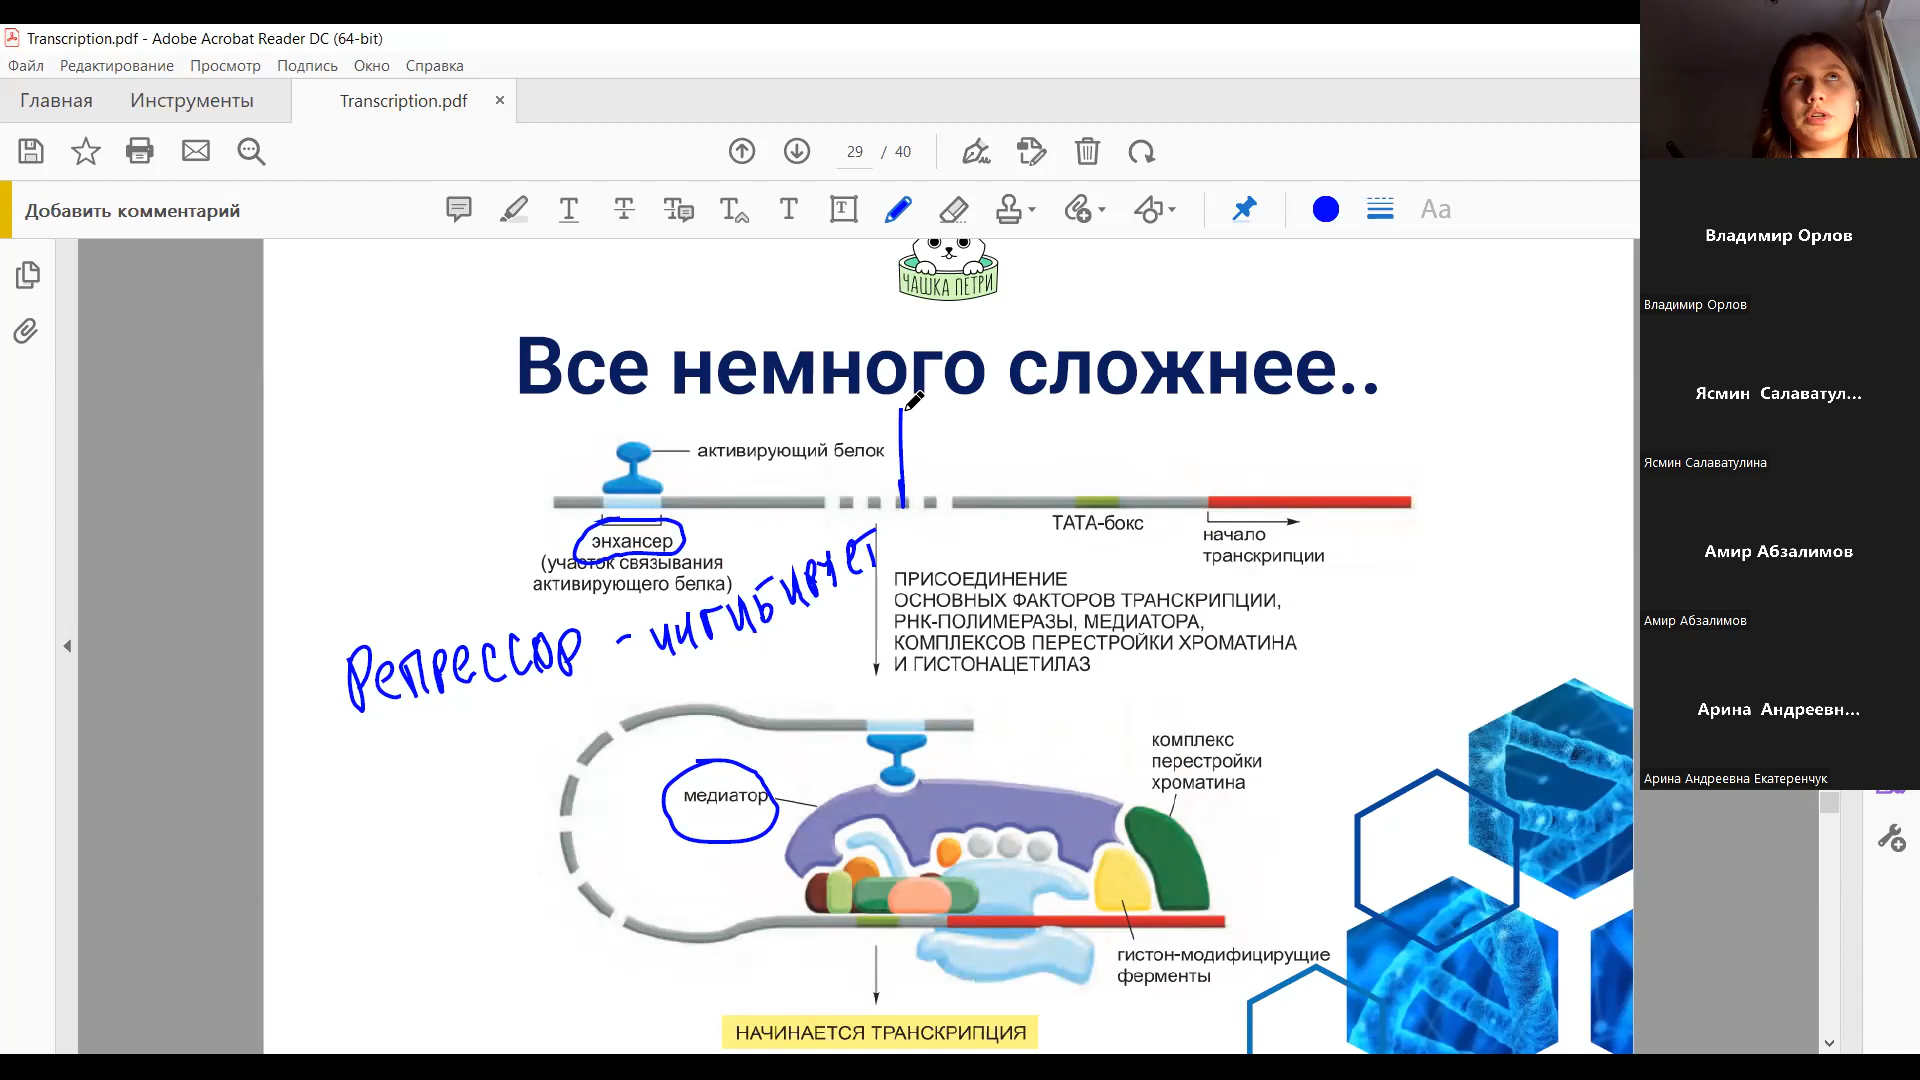 Transcription.pdf - Adobe Acrobat Reader DC (64-bit)
Файл Редактирование Просмотр Подпись Окно Справка
Главная Инструменты Transcription.pdf ×
29 / 40
Добавить комментарий
Aa
ЧАШКА ПЕТРИ
Все немного сложнее..
активирующий белок
энхансер
(участок связывания
активирующего белка)
ТАТА-бокс
начало
транскрипции
Репрессор - ингибирует
ПРИСОЕДИНЕНИЕ
ОСНОВНЫХ ФАКТОРОВ ТРАНСКРИПЦИИ,
РНК-ПОЛИМЕРАЗЫ, МЕДИАТОРА,
КОМПЛЕКСОВ ПЕРЕСТРОЙКИ ХРОМАТИНА
И ГИСТОНАЦЕТИЛАЗ
медиатор
комплекс
перестройки
хроматина
гистон-модифицирущие
ферменты
НАЧИНАЕТСЯ ТРАНСКРИПЦИЯ
Владимир Орлов
Владимир Орлов
Ясмин Салаватул...
Ясмин Салаватулина
Амир Абзалимов
Амир Абзалимов
Арина Андреевн...
Арина Андреевна Екатеренчук